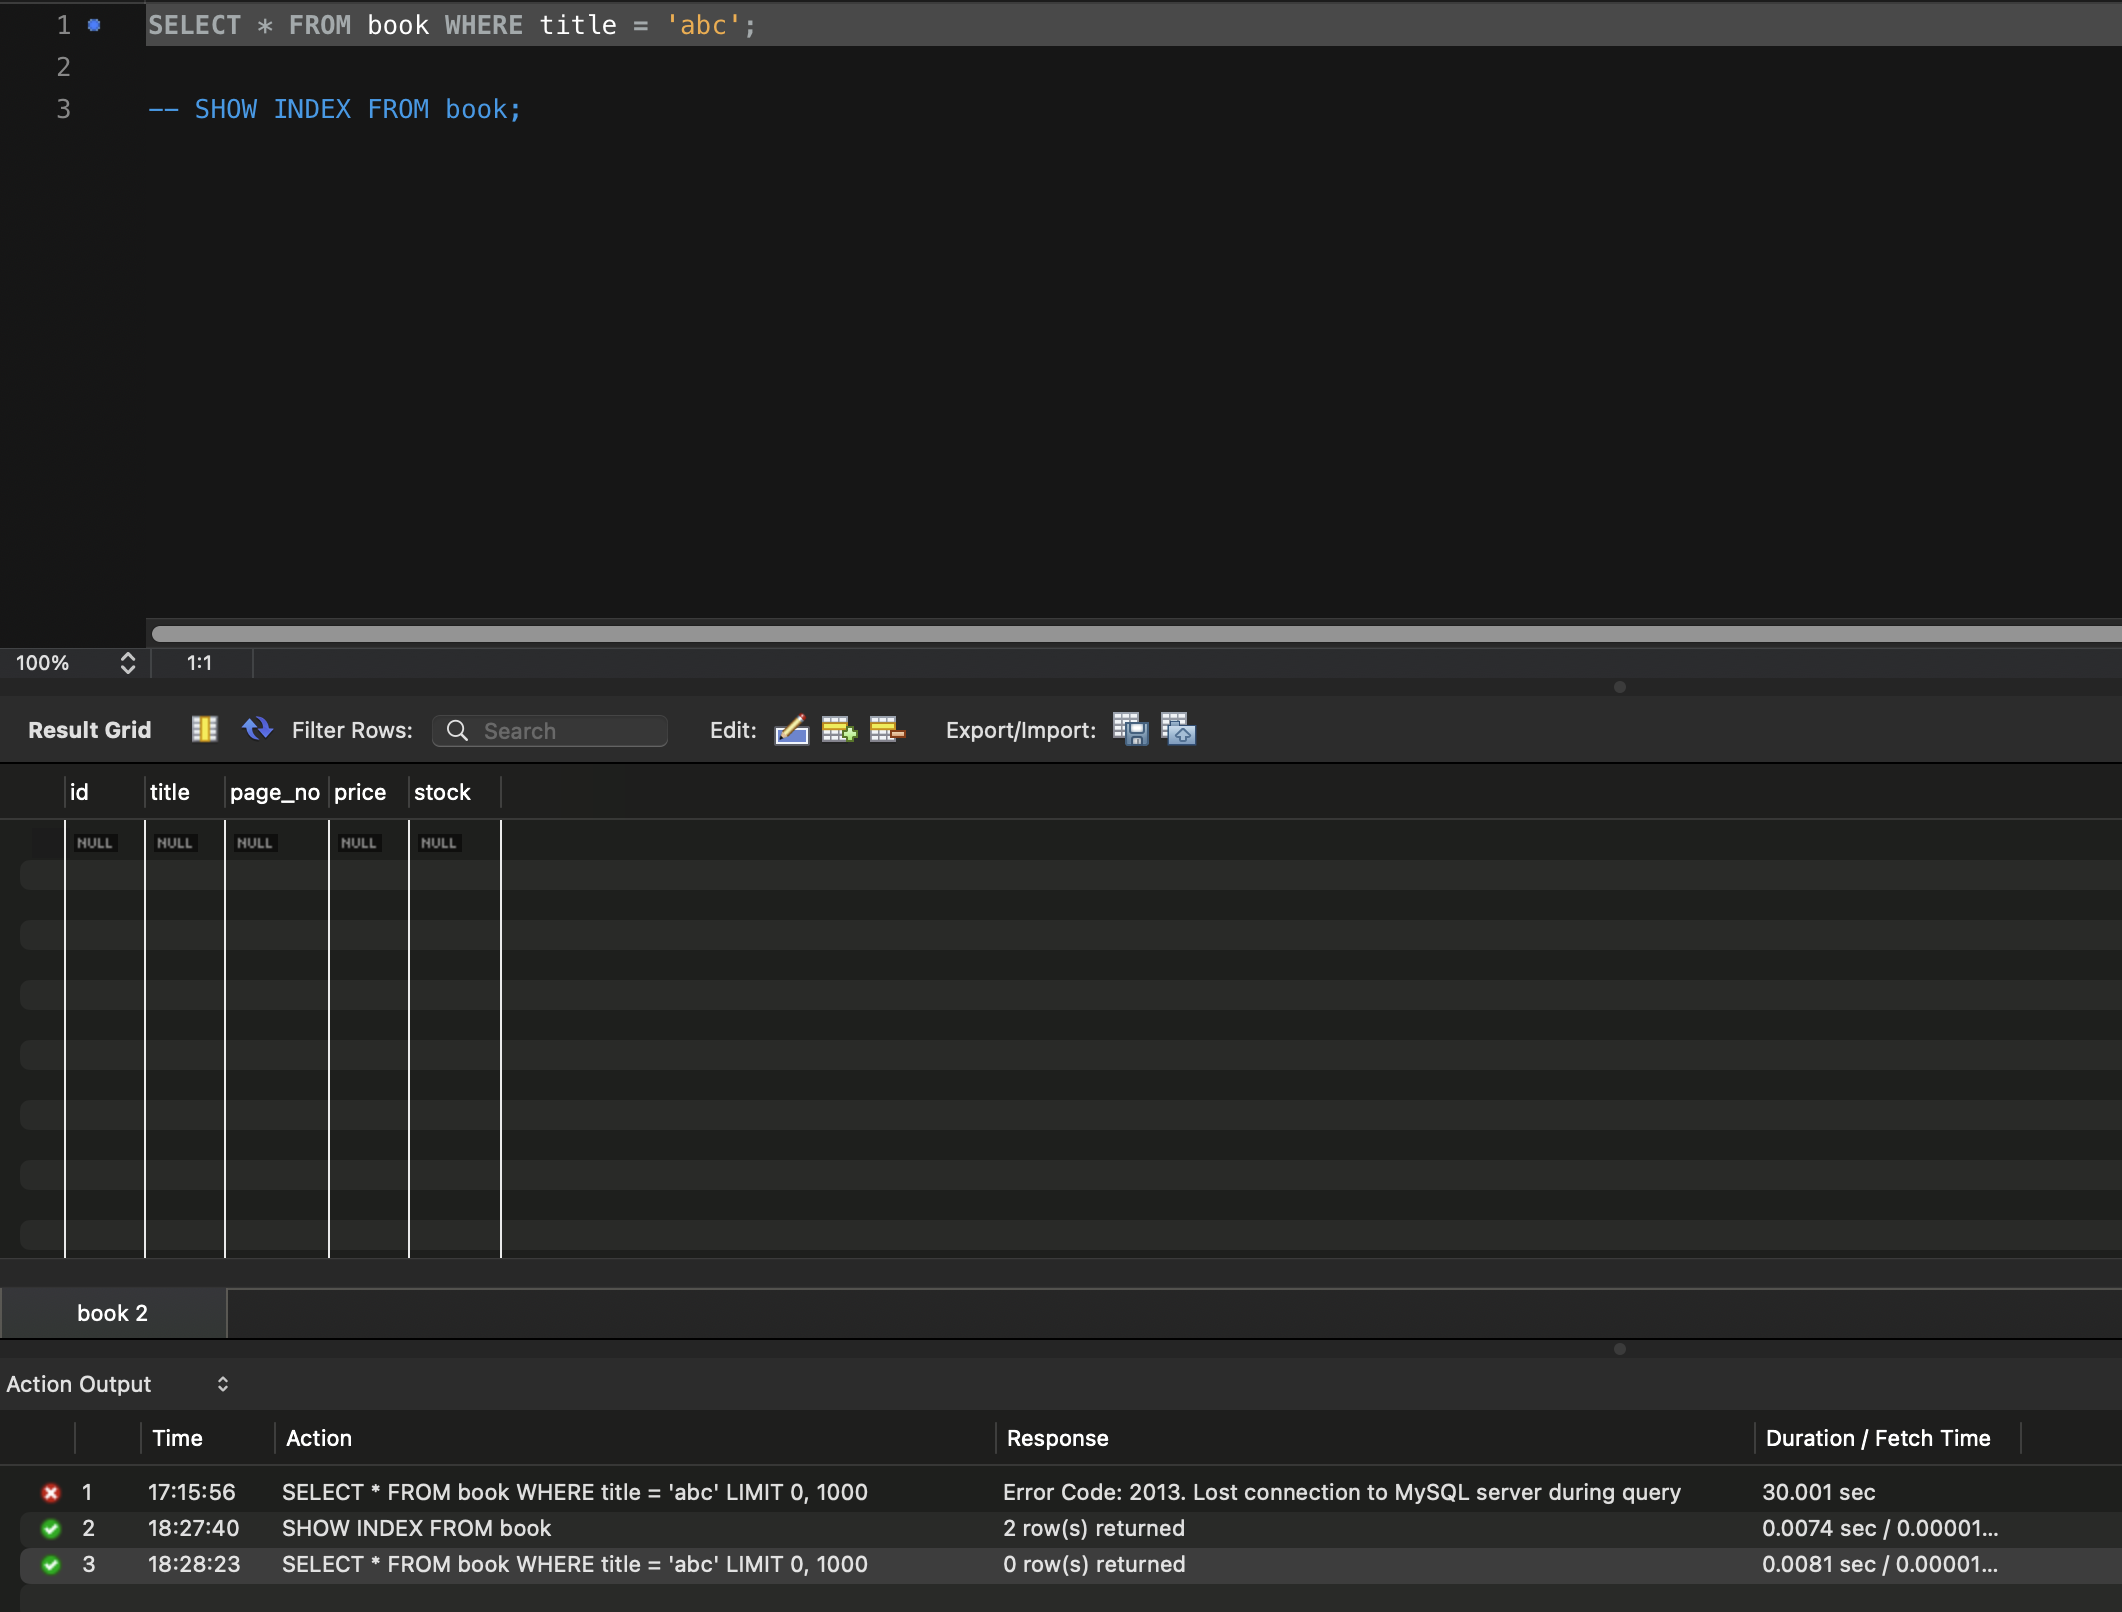 1 SELECT * FROM book WHERE title = 'abc';
2
3 -- SHOW INDEX FROM book;
100% 1:1
Result Grid Filter Rows: Search Edit: Export/Import:
id title page_no price stock
NULL NULL NULL NULL NULL
book 2
Action Output
Time Action Response Duration / Fetch Time
1 17:15:56 SELECT * FROM book WHERE title = 'abc' LIMIT 0, 1000 Error Code: 2013. Lost connection to MySQL server during query 30.001 sec
2 18:27:40 SHOW INDEX FROM book 2 row(s) returned 0.0074 sec / 0.00001...
3 18:28:23 SELECT * FROM book WHERE title = 'abc' LIMIT 0, 1000 0 row(s) returned 0.0081 sec / 0.00001...